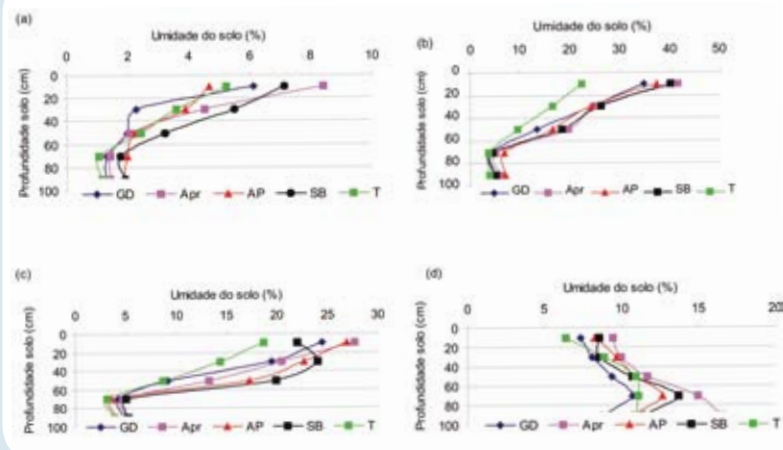 (a)
Umidade do solo (%)
0 2 4 6 8 10
Profundidade solo (cm)
0
20
40
60
80
100
GD Apr AP SB T
(b)
Umidade do solo (%)
0 10 20 30 40 50
Profundidade solo (cm)
0
20
40
60
80
100
GD Apr AP SB T
(c)
Umidade do solo (%)
0 5 10 15 20 25 30
Profundidade solo (cm)
0
20
40
60
80
100
GD Apr AP SB T
(d)
Umidade do solo (%)
0 5 10 15 20
Profundidade solo (cm)
0
20
40
60
80
100
GD Apr AP SB T